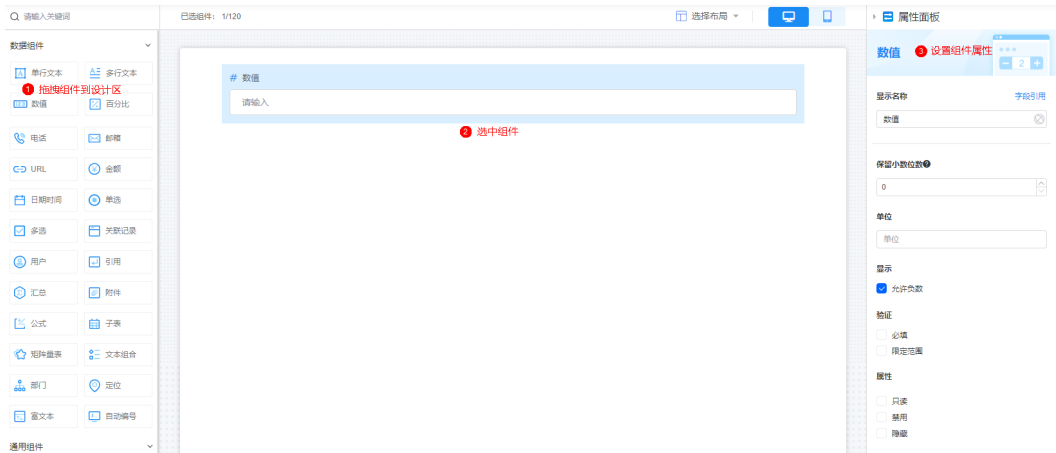 请输入关键词
已选组件： 1/120
选择布局
属性面板
数据组件
单行文本
多行文本
1 拖拽组件到设计区
数值
百分比
电话
邮箱
URL
金额
日期时间
单选
多选
关联记录
用户
引用
汇总
附件
公式
子表
矩阵量表
文本组合
部门
定位
富文本
自动编号
通用组件
# 数值
请输入
2 选中组件
数值
3 设置组件属性
2
显示名称
字段引用
数值
保留小数位数
0
单位
单位
显示
允许负数
验证
必填
限定范围
属性
只读
禁用
隐藏